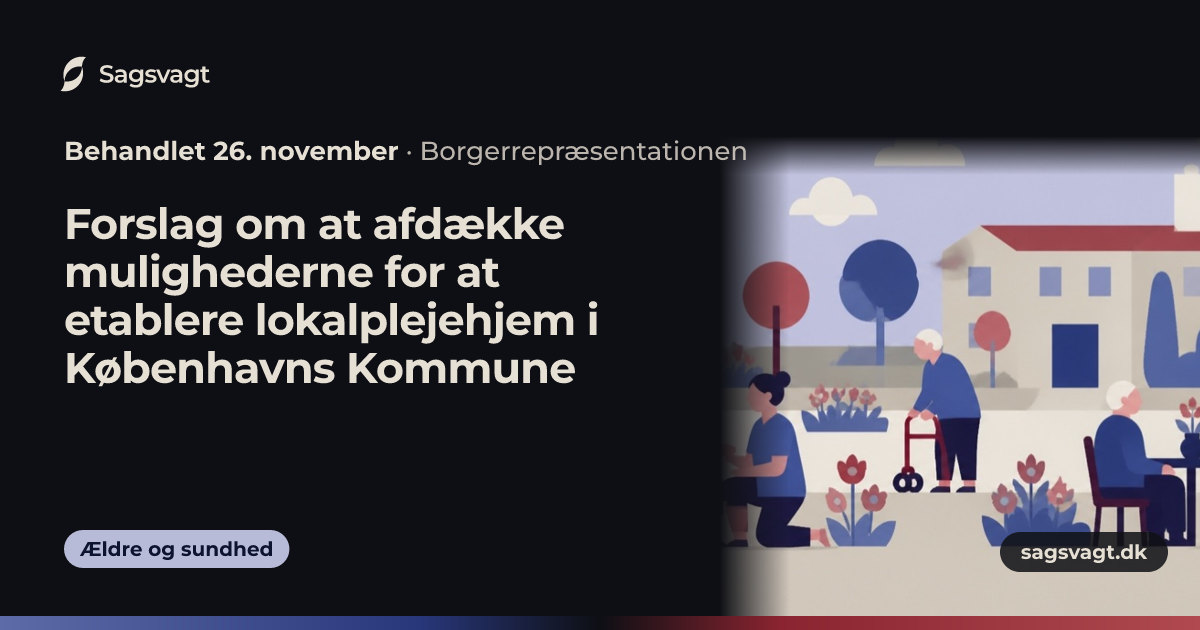 Sagsvagt
Behandlet 26. november · Borgerrepræsentationen
Forslag om at afdække
mulighederne for at
etablere lokalplejehjem i
Københavns Kommune
Ældre og sundhed
sagsvagt.dk